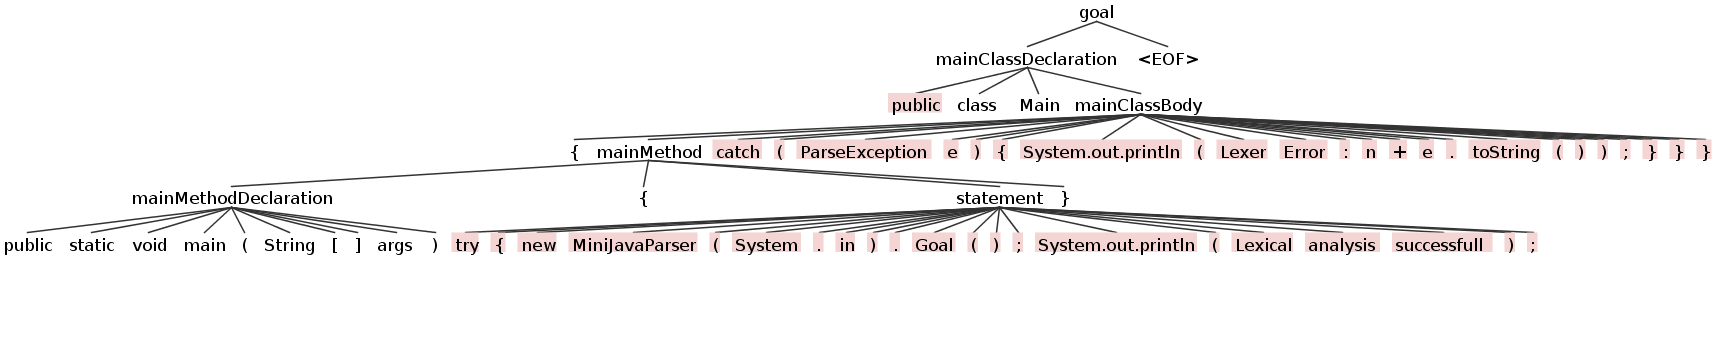 goal
mainClassDeclaration <EOF>
public class Main mainClassBody
{ mainMethod catch ( ParseException e ) { System.out.println ( Lexer Error : n + e . toString ( ) ) ; } } }
mainMethodDeclaration { statement }
public static void main ( String [ ] args ) try { new MiniJavaParser ( System . in ) . Goal ( ) ; System.out.println ( Lexical analysis successfull ) ;